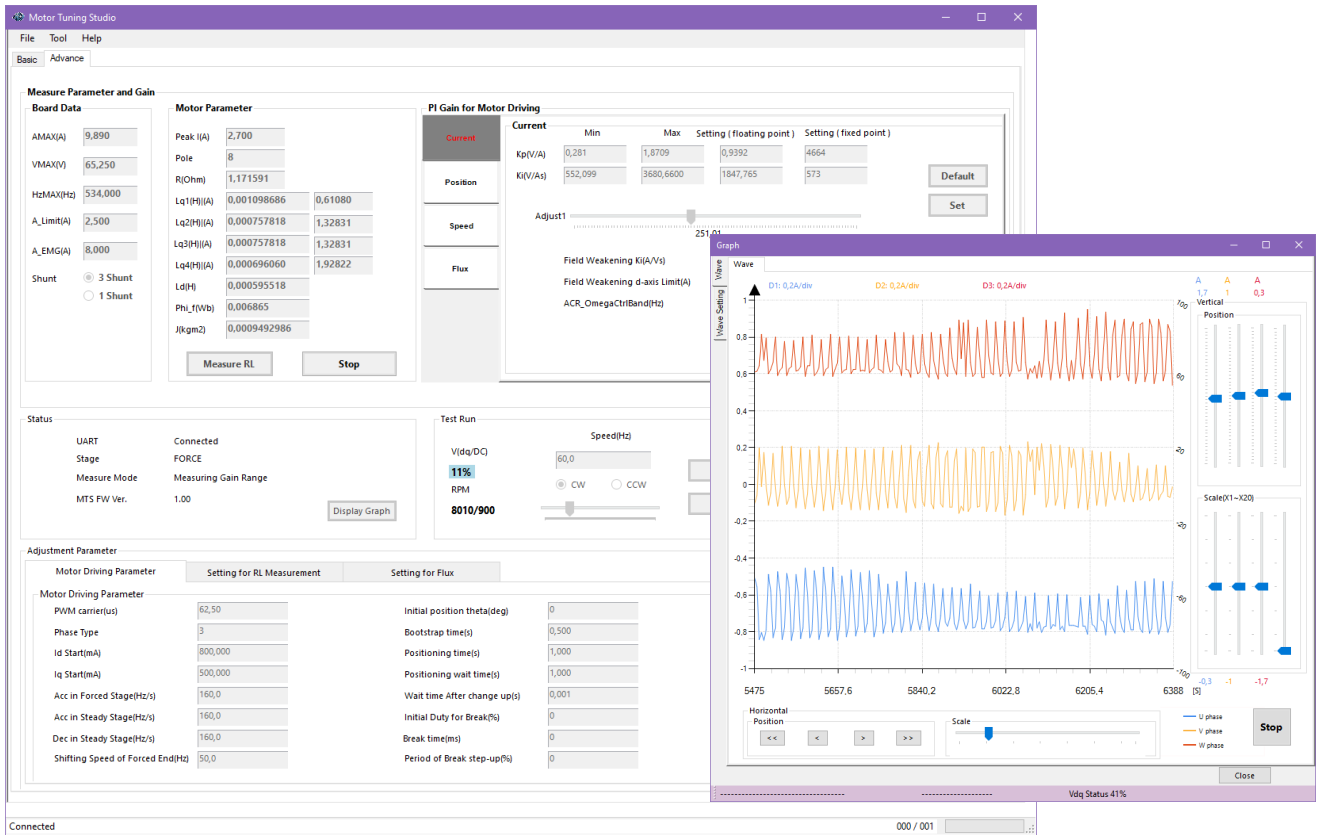 Motor Tuning Studio
File Tool Help
Basic Advance
Measure Parameter and Gain
Board Data
AMAX(A) 9,890
VMAX(V) 65,250
HzMAX(Hz) 534,000
A_Limit(A) 2,500
A_EMG(A) 8,000
Shunt 3 Shunt
1 Shunt
Motor Parameter
Peak I(A) 2,700
Pole 8
R(Ohm) 1,171591
Lq1(H)|(A) 0,001098686 0,61080
Lq2(H)|(A) 0,000757818 1,32831
Lq3(H)|(A) 0,000757818 1,32831
Lq4(H)|(A) 0,000696060 1,92822
Ld(H) 0,000595518
Phi_f(Wb) 0,006865
J(kgm2) 0,0009492986
Measure RL Stop
PI Gain for Motor Driving
Current
Position
Speed
Flux
Current
Min Max Setting ( floating point ) Setting ( fixed point )
Kp(V/A) 0,281 1,8709 0,9392 4664
Ki(V/As) 552,099 3680,6600 1847,765 573
Default
Set
Adjust1
251,01
Field Weakening Ki(A/Vs)
Field Weakening d-axis Limit(A)
ACR_OmegaCtrlBand(Hz)
Status
UART Connected
Stage FORCE
Measure Mode Measuring Gain Range
MTS FW Ver. 1.00
Display Graph
Test Run
V(dq/DC)
11%
RPM
8010/900
Speed(Hz)
60,0
CW CCW
Adjustment Parameter
Motor Driving Parameter Setting for RL Measurement Setting for Flux
Motor Driving Parameter
PWM carrier(us) 62,50
Phase Type 3
Id Start(mA) 800,000
Iq Start(mA) 500,000
Acc in Forced Stage(Hz/s) 160,0
Acc in Steady Stage(Hz/s) 160,0
Dec in Steady Stage(Hz/s) 160,0
Shifting Speed of Forced End(Hz) 50,0
Initial position theta(deg) 0
Bootstrap time(s) 0,500
Positioning time(s) 1,000
Positioning wait time(s) 1,000
Wait time After change up(s) 0,001
Initial Duty for Break(%) 0
Break time(ms) 0
Period of Break step-up(%) 0
Connected 000 / 001
Graph
Wave
Wave Setting
Wave
D1: 0,2A/div D2: 0,2A/div D3: 0,2A/div
A A A
1,7 1 0,3
1
0,8
0,6
0,4
0,2
0
-0,2
-0,4
-0,6
-0,8
-1
100
60
20
-20
-60
-100
5475 5657,6 5840,2 6022,8 6205,4 6388 [S]
Vertical
Position
Scale(X1~X20)
-0,3 -1 -1,7
Horizontal
Position
<< < > >>
Scale
U phase
V phase
W phase
Stop
Close
Vdq Status 41%